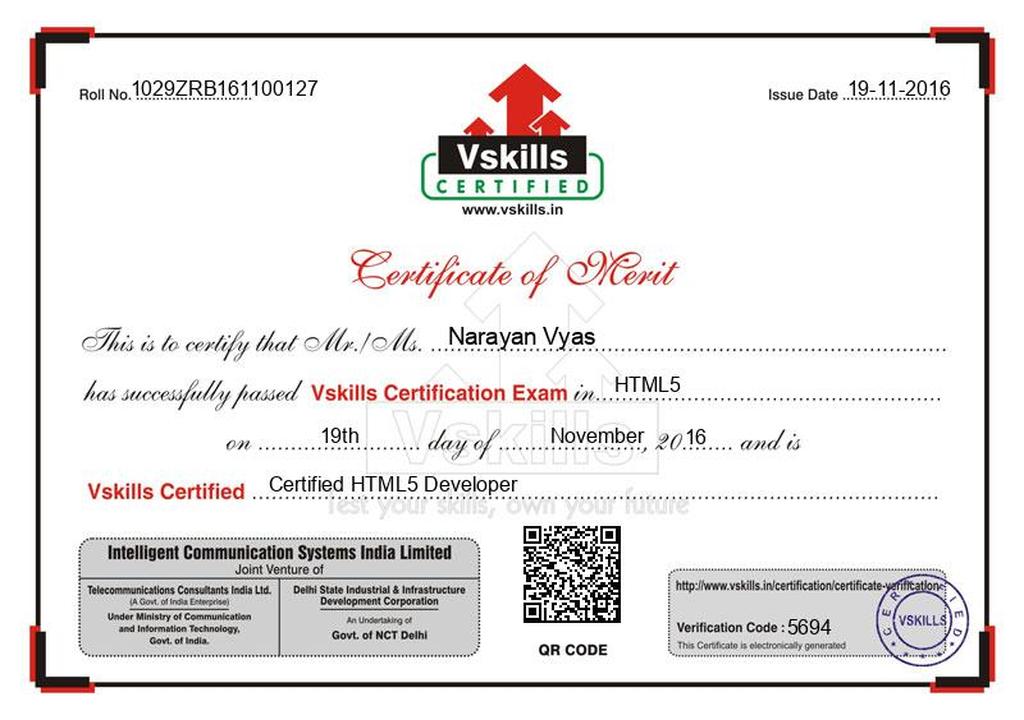 Roll No. 1029ZRB161100127
Issue Date 19-11-2016
Vskills
CERTIFIED
www.vskills.in
Certificate of Merit
This is to certify that Mr./Ms. Narayan Vyas
has successfully passed Vskills Certification Exam in HTML5
on 19th day of November, 2016 and is
Vskills Certified Certified HTML5 Developer
Vskills
Test your skills, own your future
Intelligent Communication Systems India Limited
Joint Venture of
Telecommunications Consultants India Ltd.
(A Govt. of India Enterprise)
Under Ministry of Communication
and Information Technology,
Govt. of India.
Delhi State Industrial & Infrastructure
Development Corporation
An Undertaking of
Govt. of NCT Delhi
QR CODE
http://www.vskills.in/certification/certificate-verification
Verification Code : 5694
This Certificate is electronically generated
CERTIFIED
VSKILLS